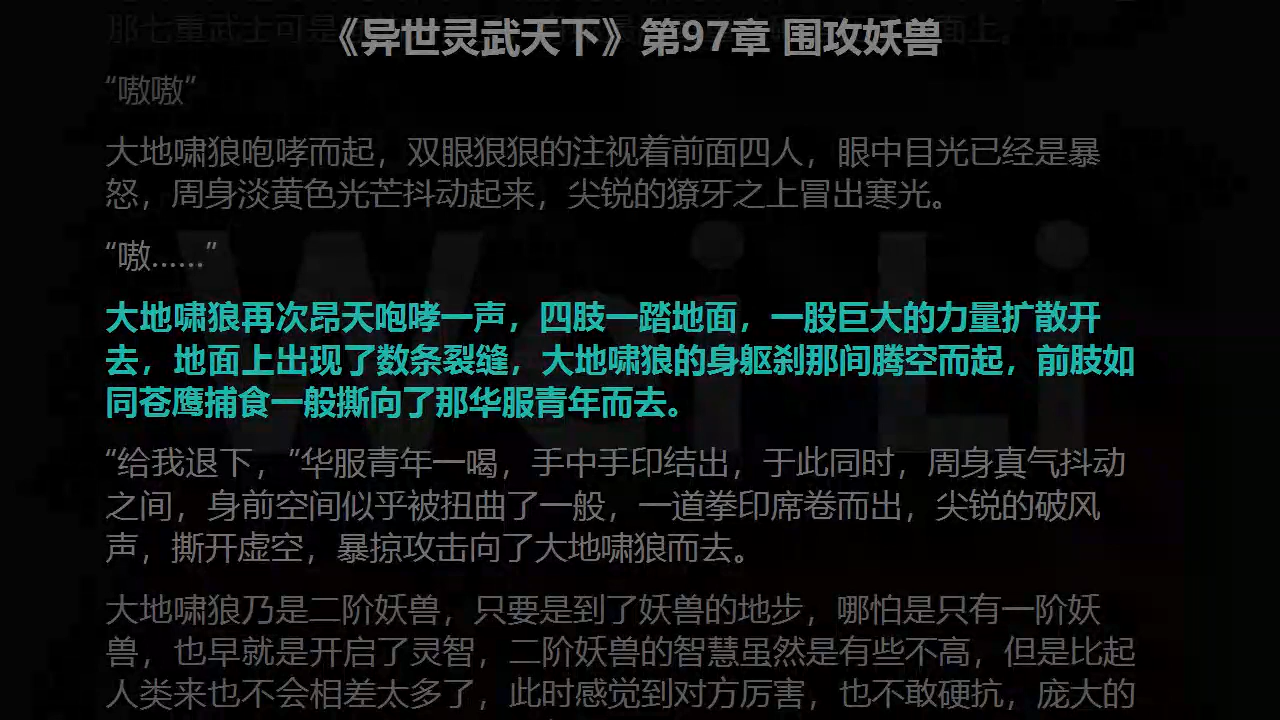 那七重武士可是
面上。
《异世灵武天下》第97章 围攻妖兽
“嗷嗷”
大地啸狼咆哮而起，双眼狠狠的注视着前面四人，眼中目光已经是暴
怒，周身淡黄色光芒抖动起来，尖锐的獠牙之上冒出寒光。
“嗷……”
大地啸狼再次昂天咆哮一声，四肢一踏地面，一股巨大的力量扩散开
去，地面上出现了数条裂缝，大地啸狼的身躯刹那间腾空而起，前肢如
同苍鹰捕食一般撕向了那华服青年而去。
“给我退下，”华服青年一喝，手中手印结出，于此同时，周身真气抖动
之间，身前空间似乎被扭曲了一般，一道拳印席卷而出，尖锐的破风
声，撕开虚空，暴掠攻击向了大地啸狼而去。
大地啸狼乃是二阶妖兽，只要是到了妖兽的地步，哪怕是只有一阶妖
兽，也早就是开启了灵智，二阶妖兽的智慧虽然是有些不高，但是比起
人类来也不会相差太多了，此时感觉到对方厉害，也不敢硬抗，庞大的
Wei Li